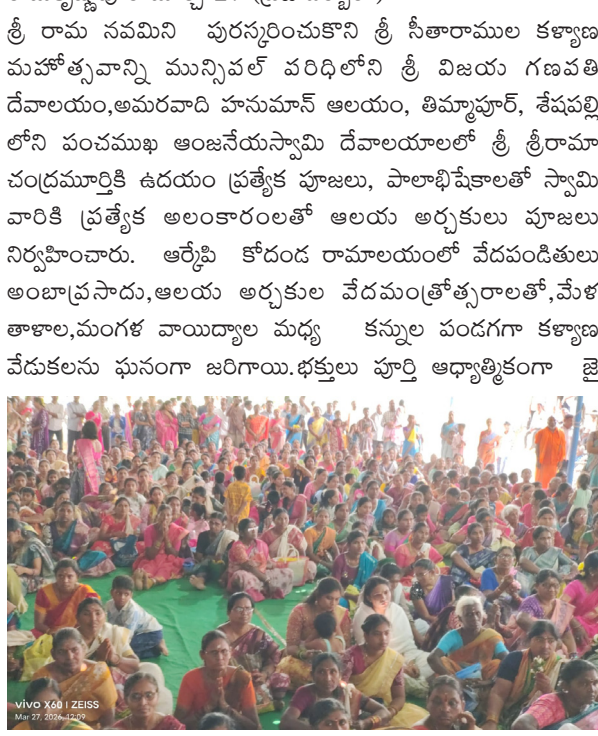 శ్రీ రామ నవమిని పురస్కరించుకొని శ్రీ సీతారాముల కళ్యాణ
మహోత్సవాన్ని మున్సివల్ వరిధిలోని శ్రీ విజయ గణవతి
దేవాలయం,అమరవాది హనుమాన్ ఆలయం, తిమ్మాపూర్, శేషపల్లి
లోని పంచముఖ ఆంజనేయస్వామి దేవాలయాలలో శ్రీ శ్రీరామా
చంద్రమూర్తికి ఉదయం ప్రత్యేక పూజలు, పాలాభిషేకాలతో స్వామి
వారికి ప్రత్యేక అలంకారంలతో ఆలయ అర్చకులు పూజలు
నిర్వహించారు. ఆర్కేపి కోదండ రామాలయంలో వేదపండితులు
అంబాప్రసాదు,ఆలయ అర్చకుల వేదమంత్రోత్సరాలతో,మేళ
తాళాల,మంగళ వాయిద్యాల మధ్య కన్నుల పండగగా కళ్యాణ
వేడుకలను ఘనంగా జరిగాయి.భక్తులు పూర్తి ఆధ్యాత్మికంగా జై
vivo X60 | ZEISS
Mar 27, 2026, 12:09